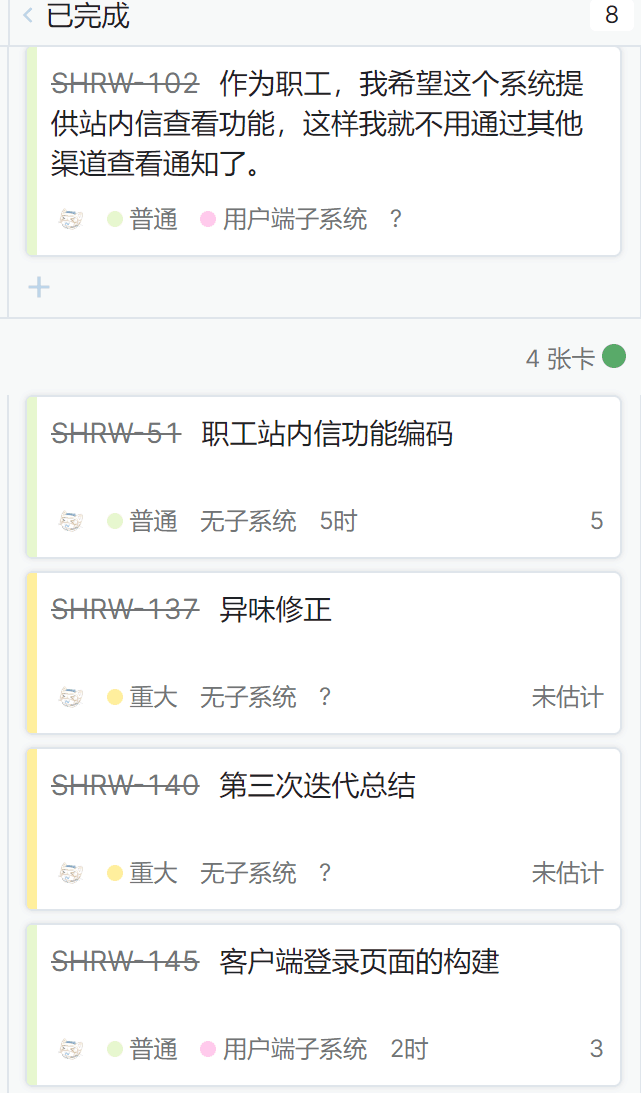 已完成 8
SHRW-102 作为职工，我希望这个系统提
供站内信查看功能，这样我就不用通过其他
渠道查看通知了。
普通 用户端子系统 ?
4 张卡
SHRW-51 职工站内信功能编码
普通 无子系统 5时 5
SHRW-137 异味修正
重大 无子系统 ? 未估计
SHRW-140 第三次迭代总结
重大 无子系统 ? 未估计
SHRW-145 客户端登录页面的构建
普通 用户端子系统 2时 3